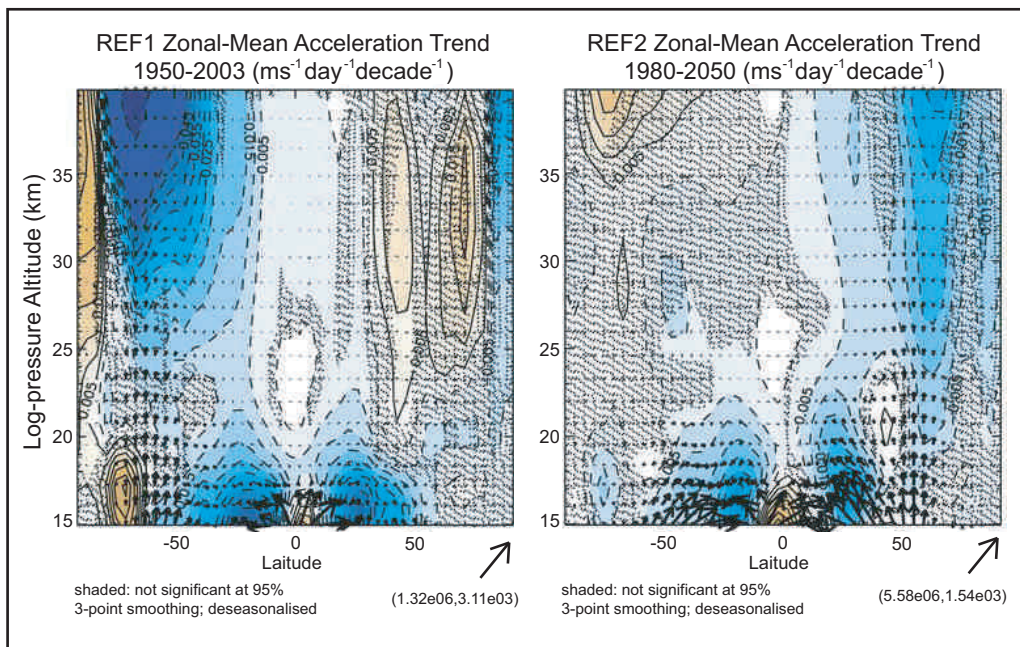 REF1 Zonal-Mean Acceleration Trend
1950-2003 (ms⁻¹day⁻¹decade⁻¹)
REF2 Zonal-Mean Acceleration Trend
1980-2050 (ms⁻¹day⁻¹decade⁻¹)
Log-pressure Altitude (km)
35
30
25
20
15
-50 0 50
Laitude
shaded: not significant at 95%
3-point smoothing; deseasonalised
(1.32e06,3.11e03)
35
30
25
20
15
-50 0 50
Laitude
shaded: not significant at 95%
3-point smoothing; deseasonalised
(5.58e06,1.54e03)